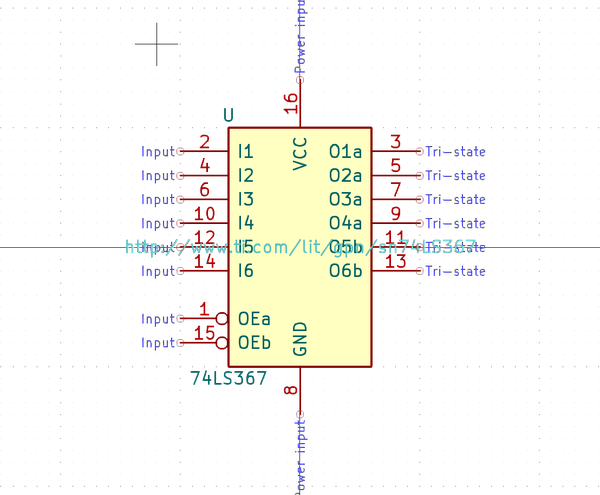 Power input
16
U
VCC
Input 2 I1 O1a 3 Tri-state
Input 4 I2 O2a 5 Tri-state
Input 6 I3 O3a 7 Tri-state
Input 10 I4 O4a 9 Tri-state
Input 12 I5 O5b 11 Tri-state
http://www.ti.com/lit/gpn/sn74LS367
Input 14 I6 O6b 13 Tri-state
Input 1 OEa
Input 15 OEb
GND
74LS367
8
Power input